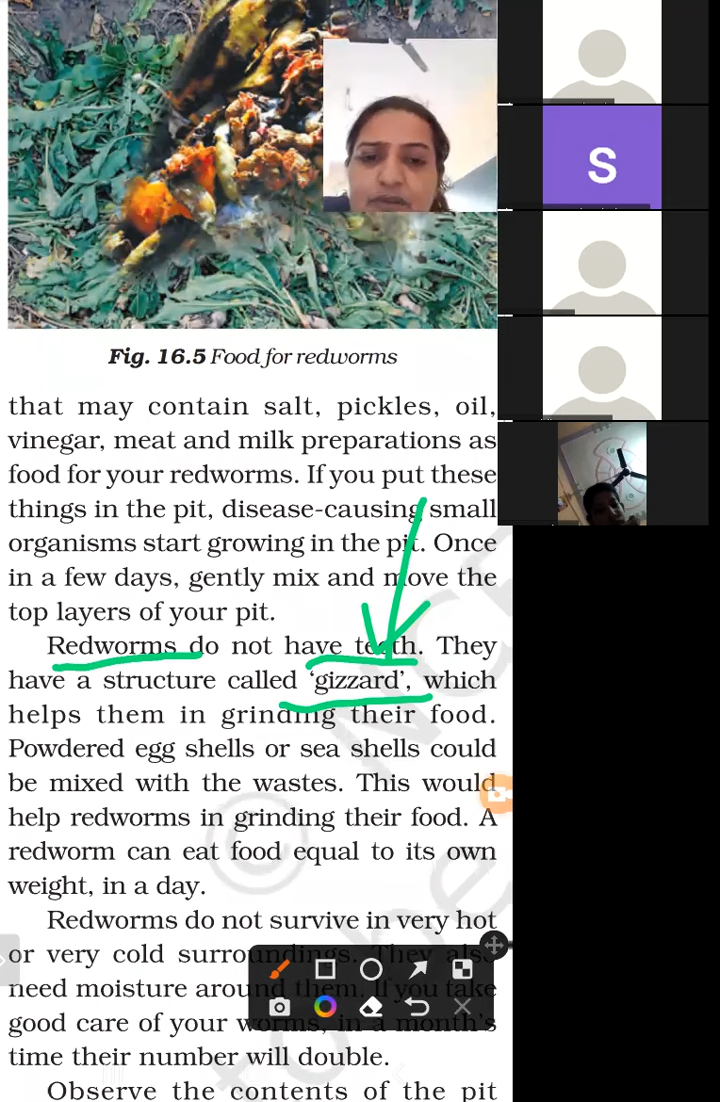 S
Fig. 16.5 Food for redworms
that may contain salt, pickles, oil,
vinegar, meat and milk preparations as
food for your redworms. If you put these
things in the pit, disease-causing small
organisms start growing in the pit. Once
in a few days, gently mix and move the
top layers of your pit.
Redworms do not have teeth. They
have a structure called ‘gizzard’, which
helps them in grinding their food.
Powdered egg shells or sea shells could
be mixed with the wastes. This would
help redworms in grinding their food. A
redworm can eat food equal to its own
weight, in a day.
Redworms do not survive in very hot
or very cold surroundings. They also
need moisture around them. If you take
good care of your worms, in a month's
time their number will double.
Observe the contents of the pit